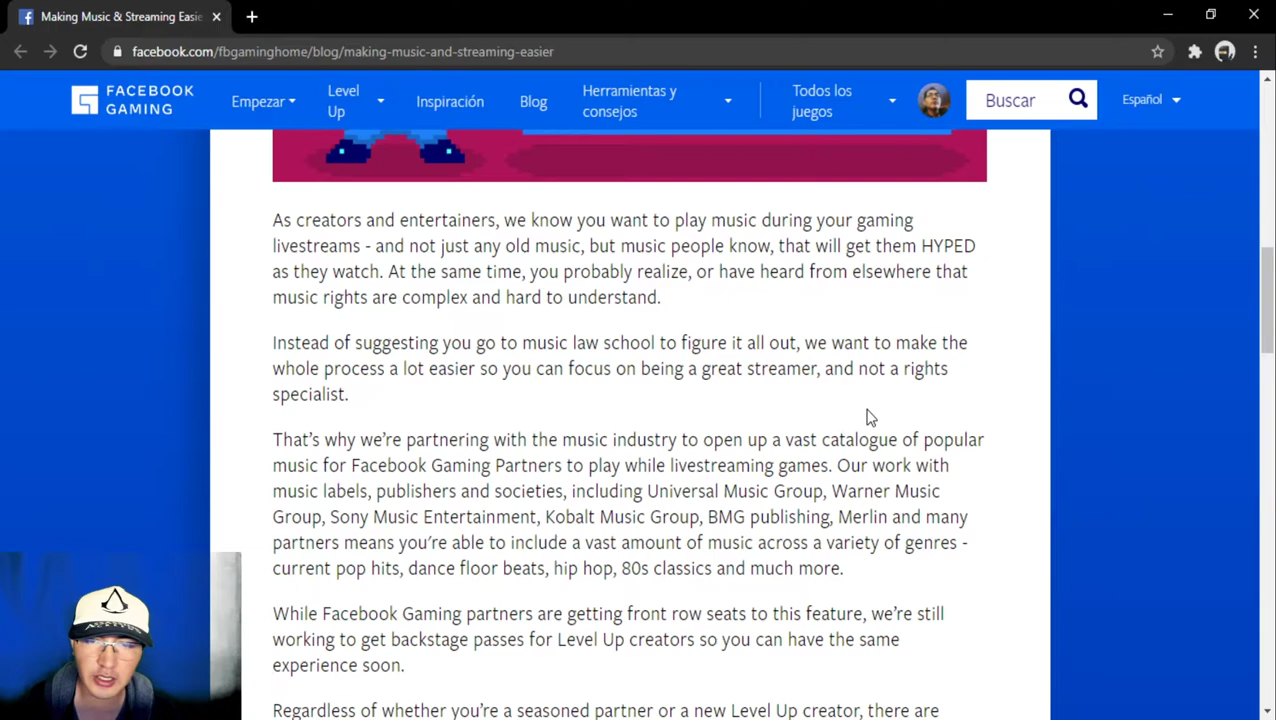 Making Music & Streaming Easie
facebook.com/fbgaminghome/blog/making-music-and-streaming-easier
FACEBOOK
GAMING
Empezar
Level
Up
Inspiración
Blog
Herramientas y
consejos
Todos los
juegos
Buscar
Español
As creators and entertainers, we know you want to play music during your gaming
livestreams - and not just any old music, but music people know, that will get them HYPED
as they watch. At the same time, you probably realize, or have heard from elsewhere that
music rights are complex and hard to understand.
Instead of suggesting you go to music law school to figure it all out, we want to make the
whole process a lot easier so you can focus on being a great streamer, and not a rights
specialist.
That's why we're partnering with the music industry to open up a vast catalogue of popular
music for Facebook Gaming Partners to play while livestreaming games. Our work with
music labels, publishers and societies, including Universal Music Group, Warner Music
Group, Sony Music Entertainment, Kobalt Music Group, BMG publishing, Merlin and many
partners means you're able to include a vast amount of music across a variety of genres -
current pop hits, dance floor beats, hip hop, 80s classics and much more.
While Facebook Gaming partners are getting front row seats to this feature, we're still
working to get backstage passes for Level Up creators so you can have the same
experience soon.
Regardless of whether you're a seasoned partner or a new Level Up creator, there are